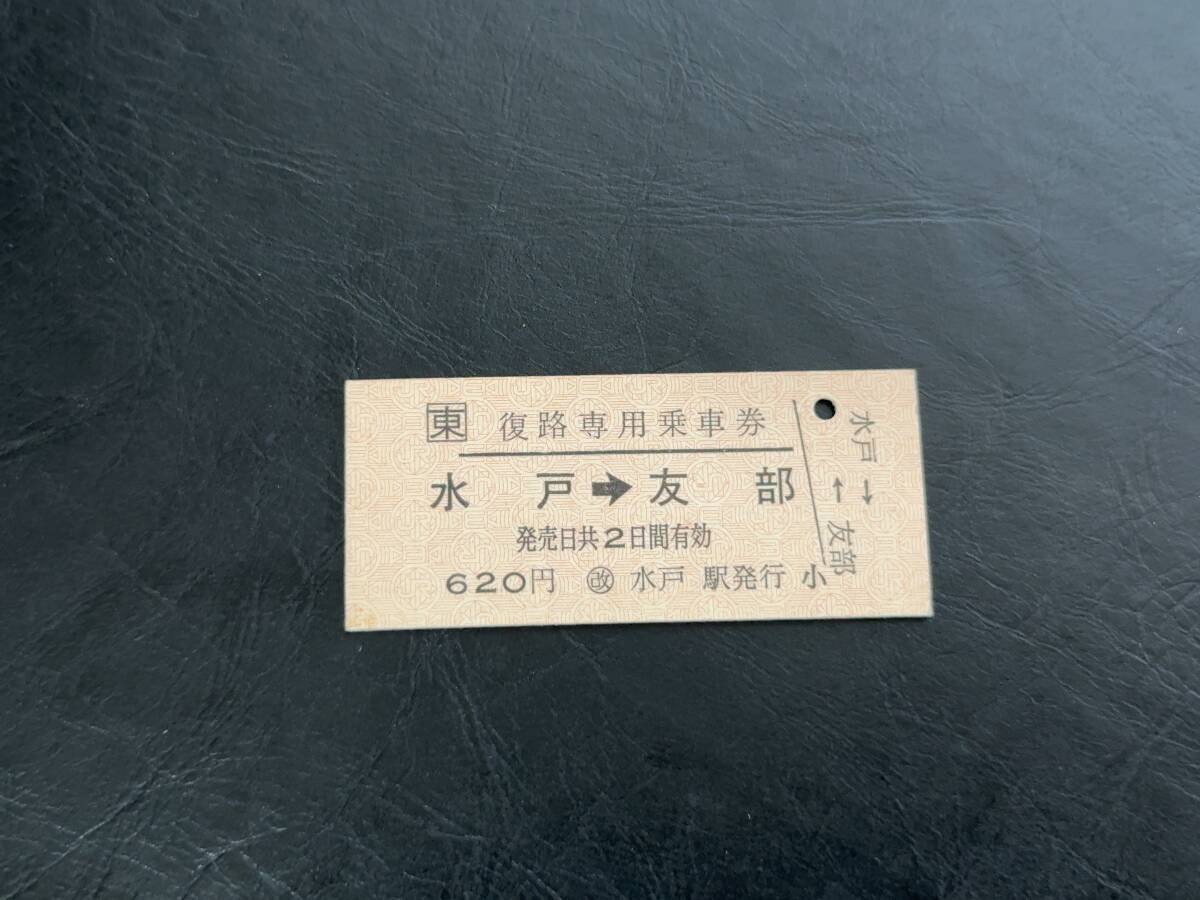 東 復路専用乗車券
水戸➡友部
発売日共2日間有効
620円 ㊢ 水戸 駅発行 小
水戸→
←友部